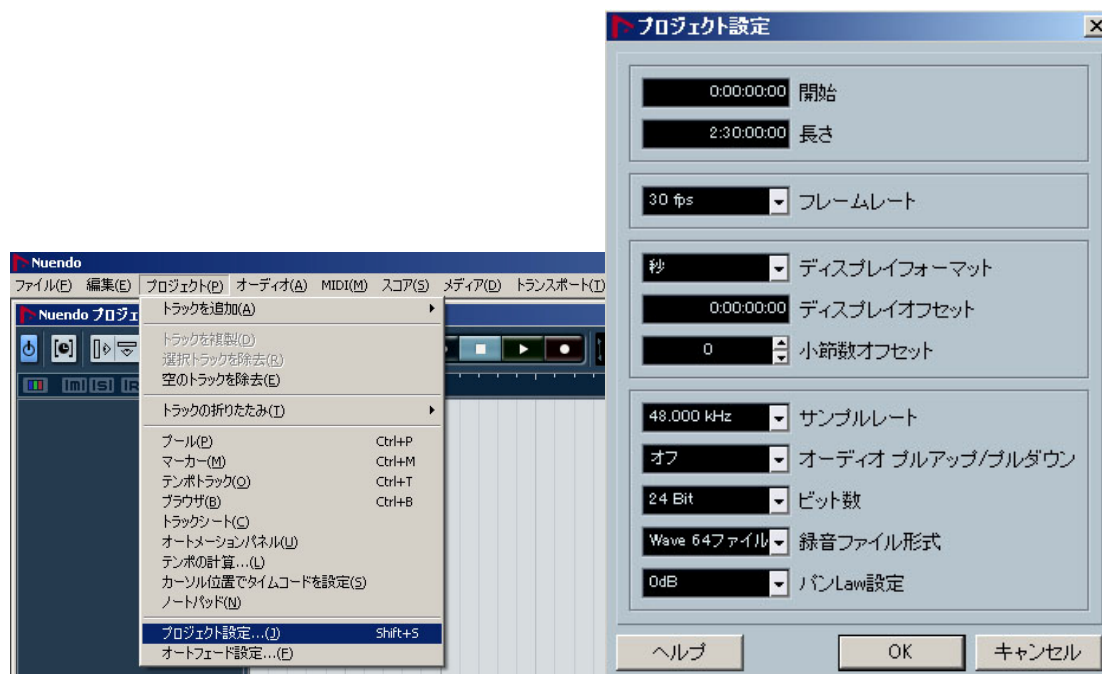 Nuendo
ファイル(F) 編集(E) プロジェクト(P) オーディオ(A) MIDI(M) スコア(S) メディア(D) トランスポート(T)
Nuendo プロジェ
トラックを追加(A)
トラックを複製(D)
選択トラックを除去(R)
空のトラックを除去(E)
トラックの折りたたみ(T)
プール(P) Ctrl+P
マーカー(M) Ctrl+M
テンポトラック(O) Ctrl+T
ブラウザ(B) Ctrl+B
トラックシート(C)
オートメーションパネル(U)
テンポの計算...(L)
カーソル位置でタイムコードを設定(S)
ノートパッド(N)
プロジェクト設定...(J) Shift+S
オートフェード設定...(F)
プロジェクト設定
0:00:00:00 開始
2:30:00:00 長さ
30 fps フレームレート
秒 ディスプレイフォーマット
0:00:00:00 ディスプレイオフセット
0 小節数オフセット
48.000 kHz サンプルレート
オフ オーディオ プルアップ/プルダウン
24 Bit ビット数
Wave 64ファイル 録音ファイル形式
0dB パンLaw設定
ヘルプ OK キャンセル